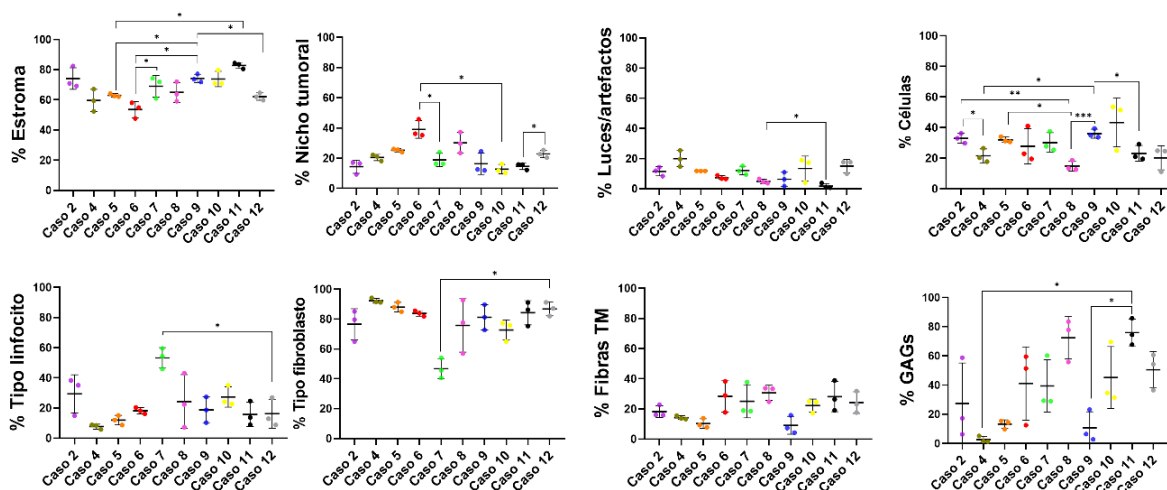 % Estroma
100
80
60
40
20
0
*
*
*
*
*
Caso 2
Caso 4
Caso 5
Caso 6
Caso 7
Caso 8
Caso 9
Caso 10
Caso 11
Caso 12
% Nicho tumoral
100
80
60
40
20
0
*
*
*
Caso 2
Caso 4
Caso 5
Caso 6
Caso 7
Caso 8
Caso 9
Caso 10
Caso 11
Caso 12
% Luces/artefactos
100
80
60
40
20
0
*
Caso 2
Caso 4
Caso 5
Caso 6
Caso 7
Caso 8
Caso 9
Caso 10
Caso 11
Caso 12
% Células
100
80
60
40
20
0
*
*
**
*
*
***
Caso 2
Caso 4
Caso 5
Caso 6
Caso 7
Caso 8
Caso 9
Caso 10
Caso 11
Caso 12
% Tipo linfocito
100
80
60
40
20
0
*
Caso 2
Caso 4
Caso 5
Caso 6
Caso 7
Caso 8
Caso 9
Caso 10
Caso 11
Caso 12
% Tipo fibroblasto
100
80
60
40
20
0
*
Caso 2
Caso 4
Caso 5
Caso 6
Caso 7
Caso 8
Caso 9
Caso 10
Caso 11
Caso 12
% Fibras TM
100
80
60
40
20
0
Caso 2
Caso 4
Caso 5
Caso 6
Caso 7
Caso 8
Caso 9
Caso 10
Caso 11
Caso 12
% GAGs
100
80
60
40
20
0
*
*
Caso 2
Caso 4
Caso 5
Caso 6
Caso 7
Caso 8
Caso 9
Caso 10
Caso 11
Caso 12